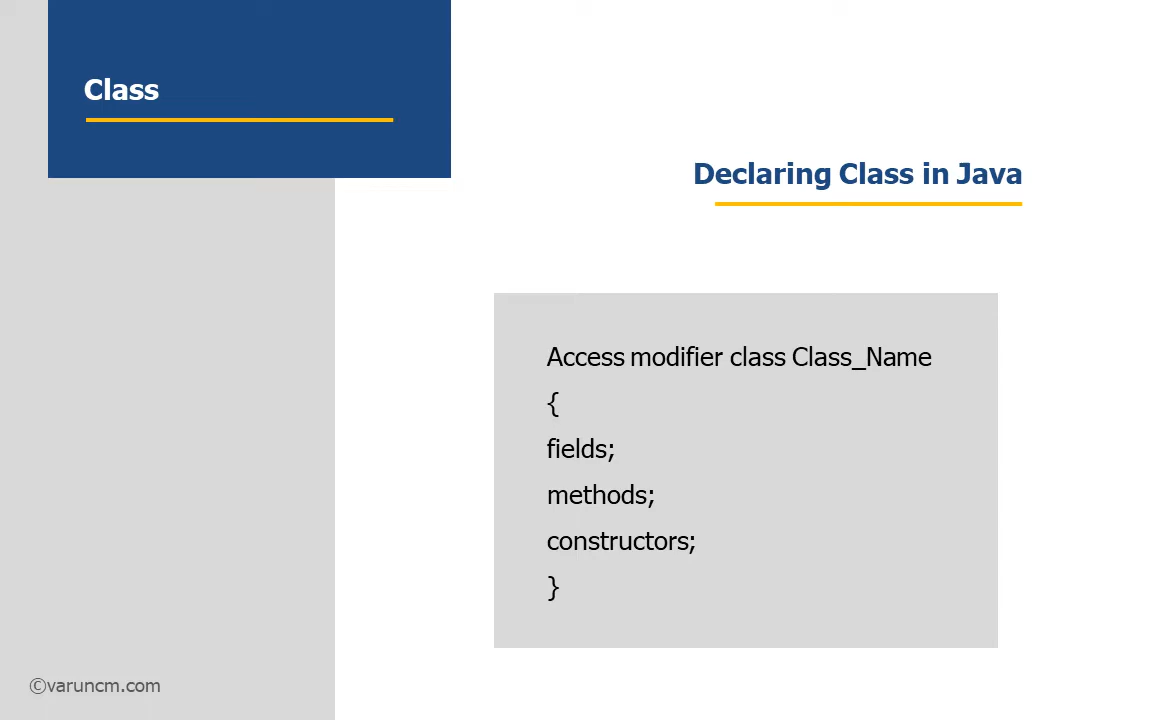 Class
Declaring Class in Java
Access modifier class Class_Name
{
fields;
methods;
constructors;
}
©varuncm.com